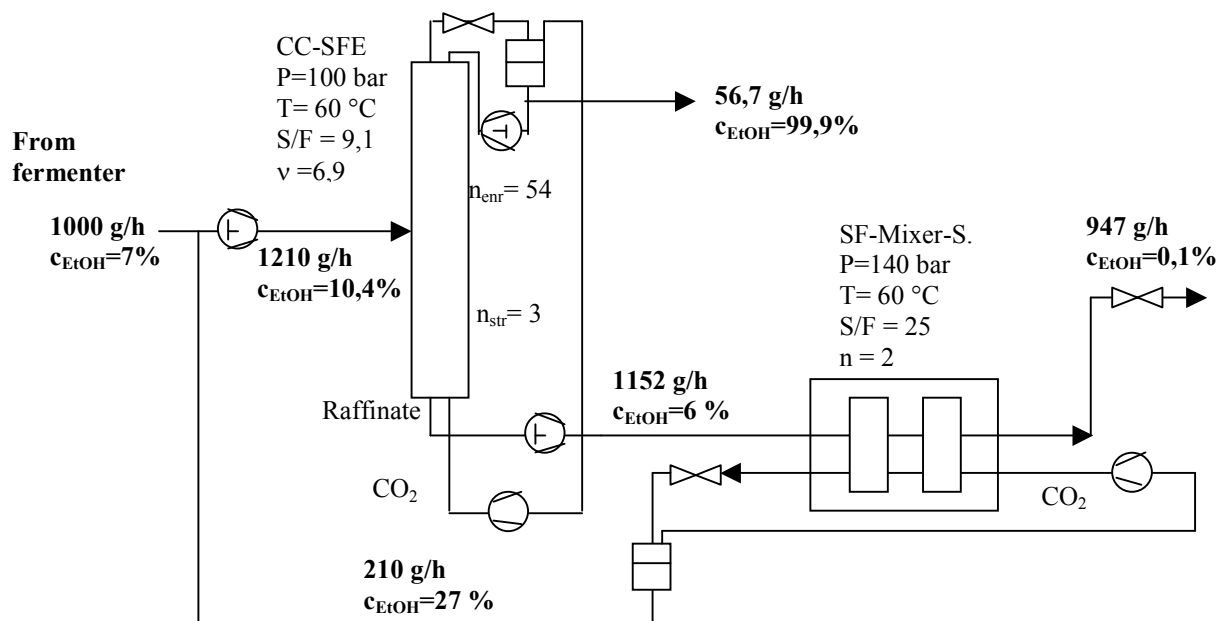 CC-SFE
P=100 bar
T= 60 °C
S/F = 9,1
ν =6,9
56,7 g/h
cEtOH=99,9%
From
fermenter
nenr= 54
1000 g/h
cEtOH=7%
1210 g/h
cEtOH=10,4%
nstr= 3
SF-Mixer-S.
P=140 bar
T= 60 °C
S/F = 25
n = 2
947 g/h
cEtOH=0,1%
Raffinate
1152 g/h
cEtOH=6 %
CO2
CO2
210 g/h
cEtOH=27 %